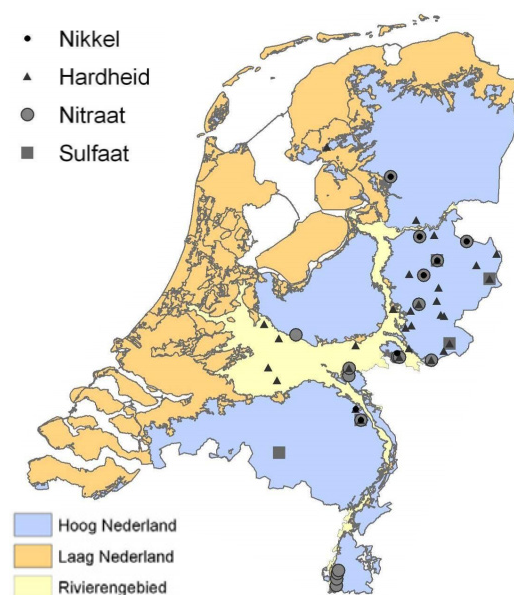 Nikkel
Hardheid
Nitraat
Sulfaat
Hoog Nederland
Laag Nederland
Rivierengebied